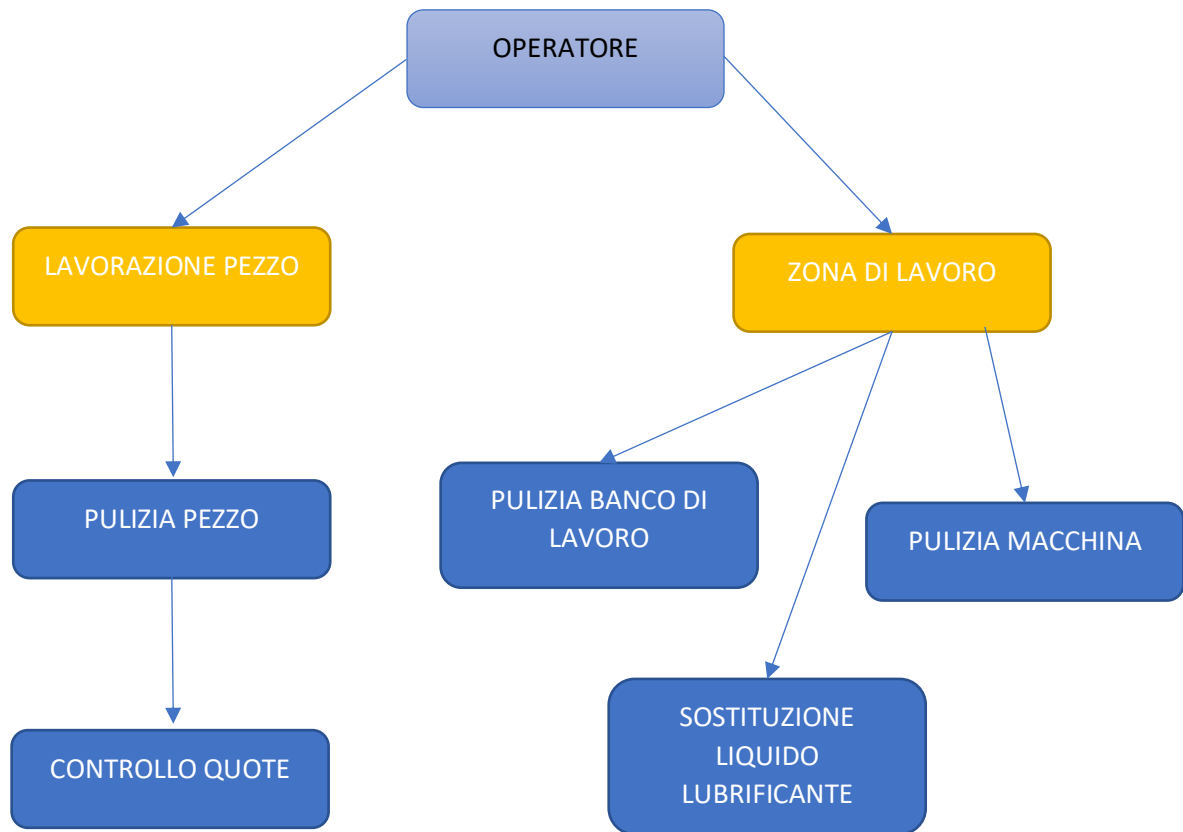 OPERATORE
LAVORAZIONE PEZZO
ZONA DI LAVORO
PULIZIA BANCO DI
LAVORO
PULIZIA PEZZO
PULIZIA MACCHINA
SOSTITUZIONE
LIQUIDO
LUBRIFICANTE
CONTROLLO QUOTE